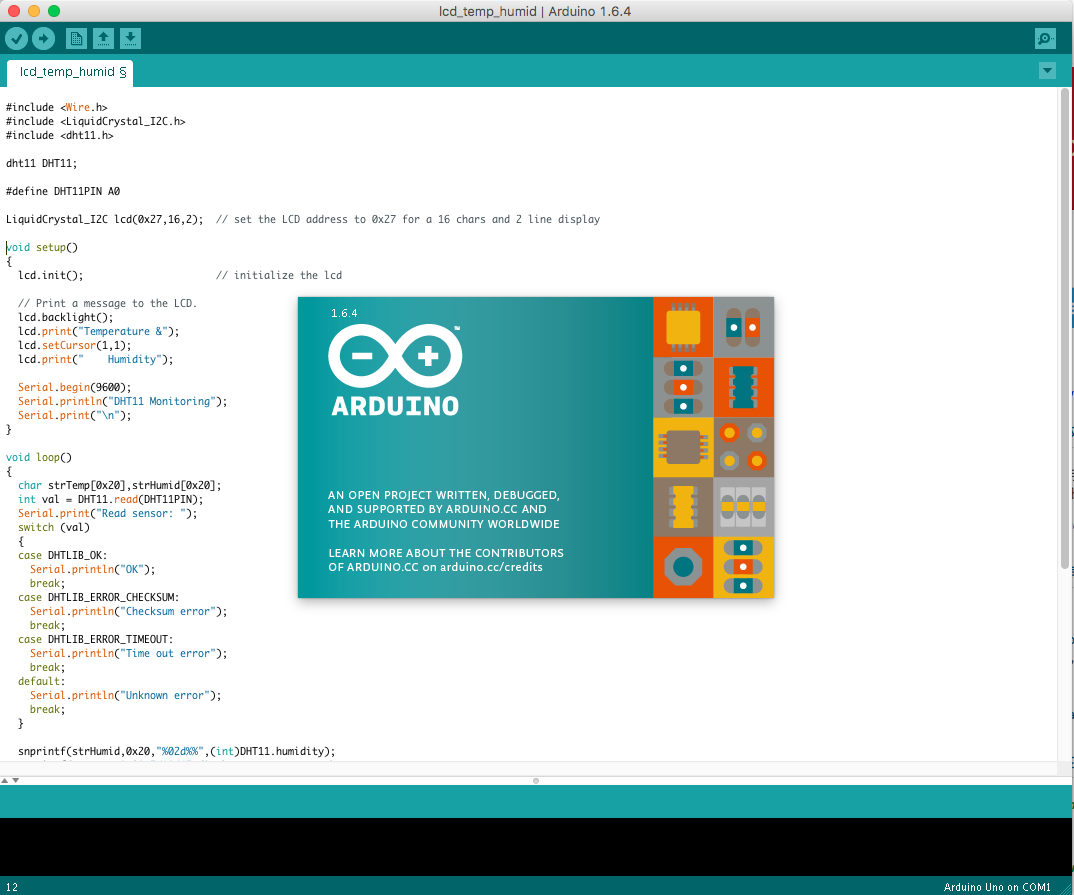 lcd_temp_humid | Arduino 1.6.4
lcd_temp_humid §
#include <Wire.h>
#include <LiquidCrystal_I2C.h>
#include <dht11.h>
dht11 DHT11;
#define DHT11PIN A0
LiquidCrystal_I2C lcd(0x27,16,2);  // set the LCD address to 0x27 for a 16 chars and 2 line display
void setup()
{
  lcd.init();                      // initialize the lcd
  // Print a message to the LCD.
  lcd.backlight();
  lcd.print("Temperature &");
  lcd.setCursor(1,1);
  lcd.print("    Humidity");
  Serial.begin(9600);
  Serial.println("DHT11 Monitoring");
  Serial.print("\n");
}
void loop()
{
  char strTemp[0x20],strHumid[0x20];
  int val = DHT11.read(DHT11PIN);
  Serial.print("Read sensor: ");
  switch (val)
  {
  case DHTLIB_OK:
    Serial.println("OK");
    break;
  case DHTLIB_ERROR_CHECKSUM:
    Serial.println("Checksum error");
    break;
  case DHTLIB_ERROR_TIMEOUT:
    Serial.println("Time out error");
    break;
  default:
    Serial.println("Unknown error");
    break;
  }
  snprintf(strHumid,0x20,"%02d%%",(int)DHT11.humidity);
1.6.4
ARDUINO
™
AN OPEN PROJECT WRITTEN, DEBUGGED,
AND SUPPORTED BY ARDUINO.CC AND
THE ARDUINO COMMUNITY WORLDWIDE
LEARN MORE ABOUT THE CONTRIBUTORS
OF ARDUINO.CC on arduino.cc/credits
12
Arduino Uno on COM1